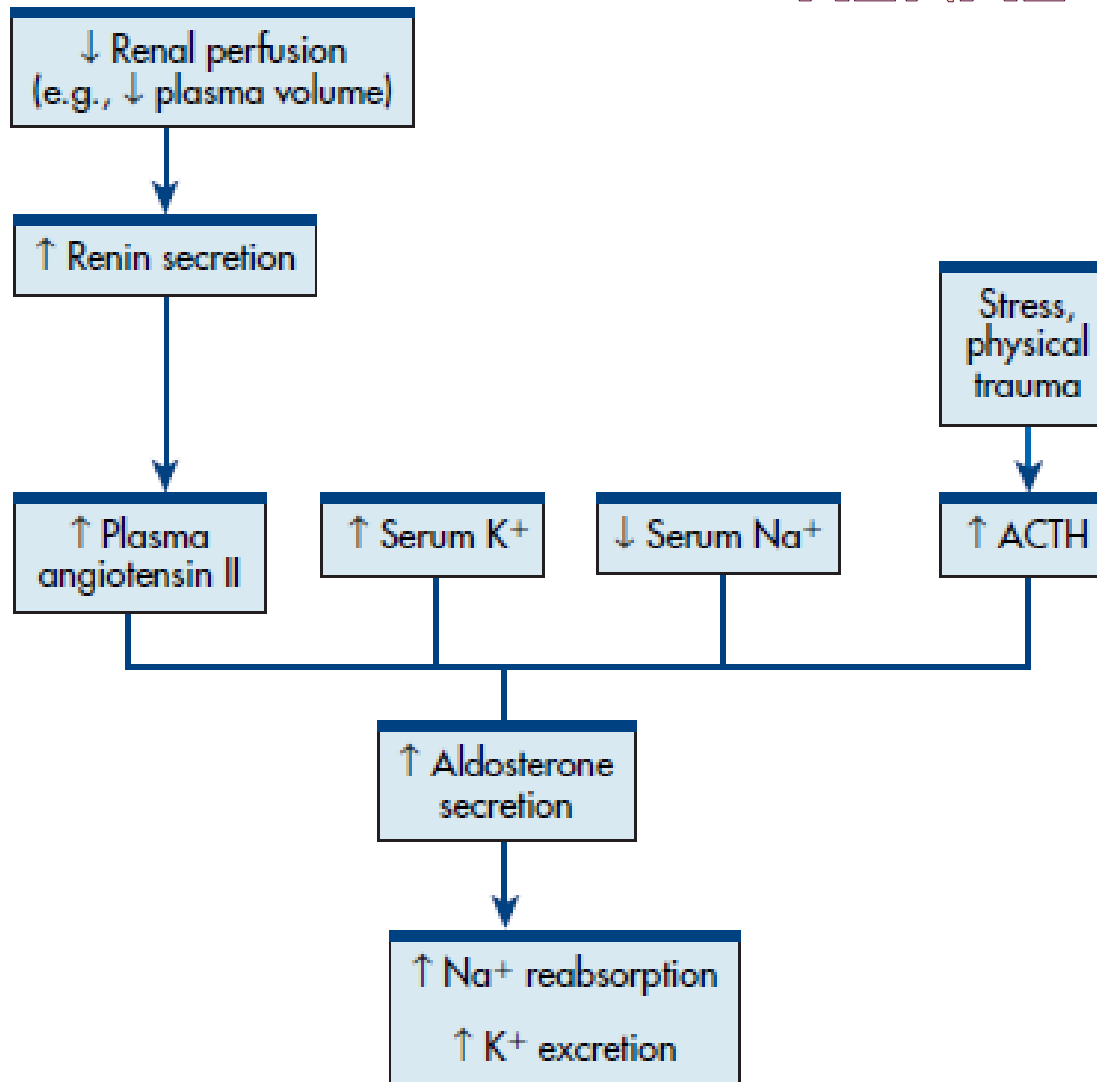 ↓ Renal perfusion
(e.g., ↓ plasma volume)
↑ Renin secretion
Stress,
physical
trauma
↑ Plasma
angiotensin II
↑ Serum K+
↓ Serum Na+
↑ ACTH
↑ Aldosterone
secretion
↑ Na+ reabsorption
↑ K+ excretion